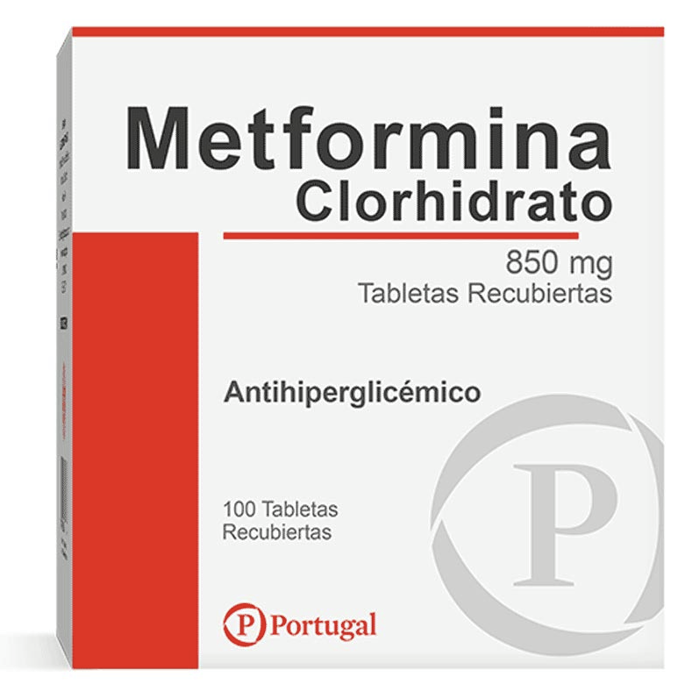 Metformina
Clorhidrato
850 mg
Tabletas Recubiertas
Antihiperglicémico
100 Tabletas
Recubiertas
P Portugal
P